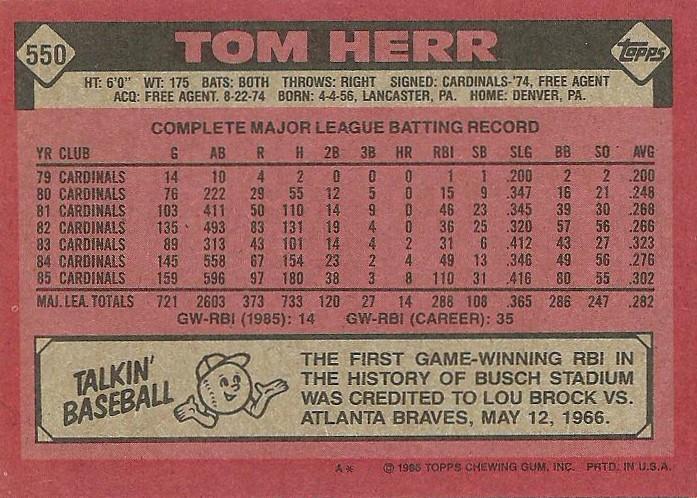 550 TOM HERR Topps
HT: 6'0" WT: 175 BATS: BOTH THROWS: RIGHT SIGNED: CARDINALS-'74, FREE AGENT
ACQ: FREE AGENT. 8-22-74 BORN: 4-4-56, LANCASTER, PA. HOME: DENVER, PA.
COMPLETE MAJOR LEAGUE BATTING RECORD
YR CLUB G AB R H 2B 3B HR RBI SB SLG BB SO AVG
79 CARDINALS 14 10 4 2 0 0 0 1 1 .200 2 2 .200
80 CARDINALS 76 222 29 55 12 5 0 15 9 .347 16 21 .248
81 CARDINALS 103 411 50 110 14 9 0 46 23 .345 39 30 .268
82 CARDINALS 135 493 83 131 19 4 0 36 25 .320 57 56 .266
83 CARDINALS 89 313 43 101 14 4 2 31 6 .412 43 27 .323
84 CARDINALS 145 558 67 154 23 2 4 49 13 .346 49 56 .276
85 CARDINALS 159 596 97 180 38 3 8 110 31 .416 80 55 .302
MAJ. LEA. TOTALS 721 2603 373 733 120 27 14 288 108 .365 286 247 .282
GW-RBI (1985): 14 GW-RBI (CAREER): 35
TALKIN'
BASEBALL
THE FIRST GAME-WINNING RBI IN
THE HISTORY OF BUSCH STADIUM
WAS CREDITED TO LOU BROCK VS.
ATLANTA BRAVES, MAY 12, 1966.
A* © 1986 TOPPS CHEWING GUM, INC. PRTD. IN U.S.A.